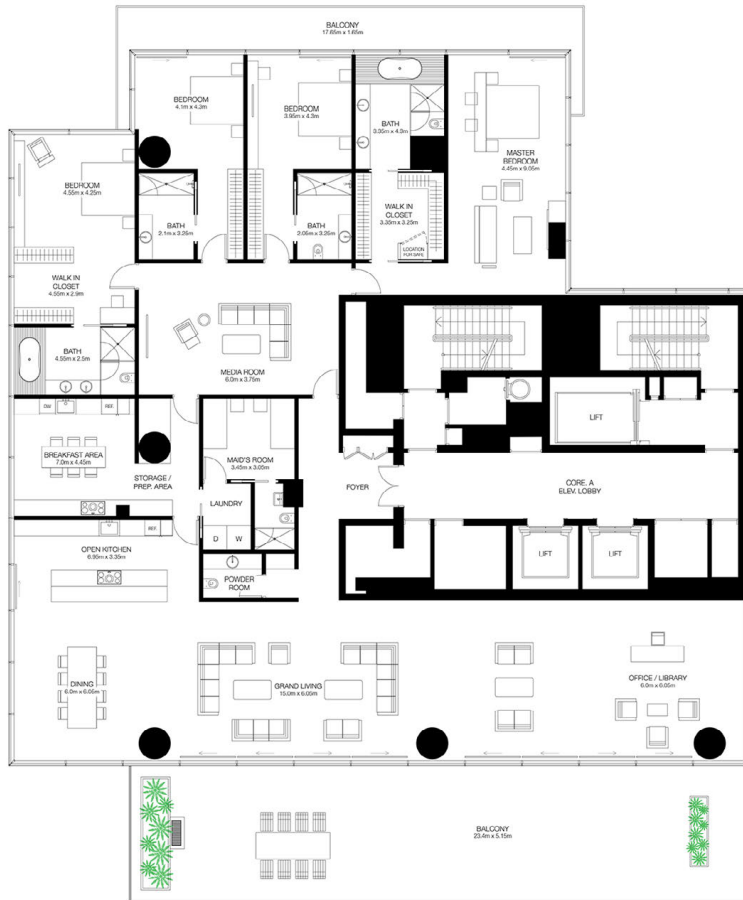 BALCONY
17.65m x 1.65m
BEDROOM
4.1m x 4.3m
BEDROOM
3.95m x 4.3m
BATH
3.35m x 4.3m
MASTER
BEDROOM
4.45m x 9.05m
BEDROOM
4.55m x 4.25m
BATH
2.1m x 3.25m
BATH
2.05m x 3.25m
WALK IN
CLOSET
3.35m x 3.25m
LOCATION
FOR SAFE
WALK IN
CLOSET
4.55m x 2.9m
BATH
4.55m x 2.5m
MEDIA ROOM
6.0m x 3.75m
LIFT
DW
REF.
BREAKFAST AREA
7.0m x 4.45m
STORAGE /
PREP. AREA
MAID'S ROOM
3.45m x 3.05m
FOYER
CORE. A
ELEV. LOBBY
LAUNDRY
D
W
REF.
OPEN KITCHEN
6.95m x 3.35m
LIFT
LIFT
POWDER
ROOM
DINING
6.0m x 6.05m
GRAND LIVING
15.0m x 6.05m
OFFICE / LIBRARY
6.0m x 6.05m
BALCONY
23.4m x 5.15m